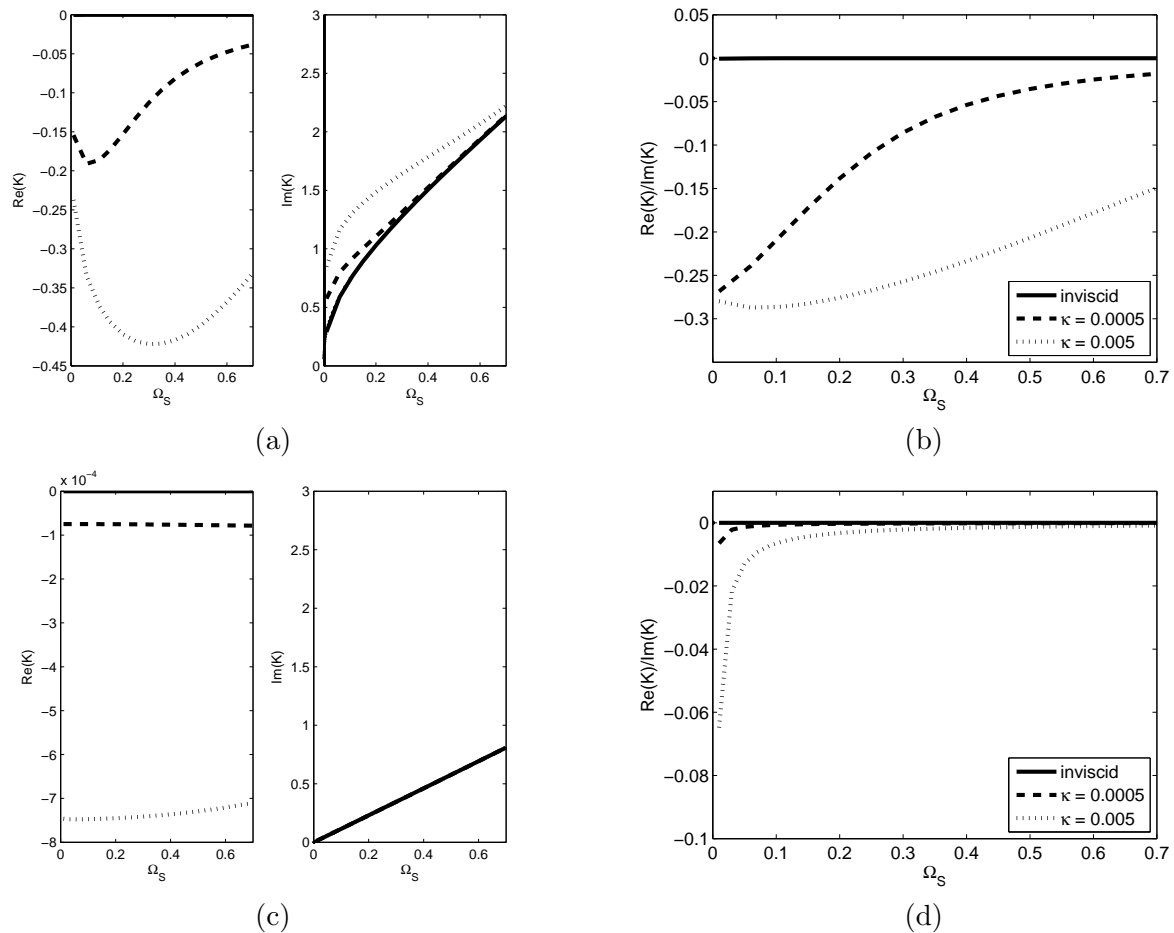 0
−0.05
−0.1
−0.15
−0.2
−0.25
−0.3
−0.35
−0.4
−0.45
Re(K)
0 0.2 0.4 0.6
Ω_S
3
2.5
2
1.5
1
0.5
0
Im(K)
0 0.2 0.4 0.6
Ω_S
(a)
0.05
0
−0.05
−0.1
−0.15
−0.2
−0.25
−0.3
Re(K)/Im(K)
inviscid
κ = 0.0005
κ = 0.005
0 0.1 0.2 0.3 0.4 0.5 0.6 0.7
Ω_S
(b)
x 10⁻⁴
0
−1
−2
−3
−4
−5
−6
−7
−8
Re(K)
0 0.2 0.4 0.6
Ω_S
3
2.5
2
1.5
1
0.5
0
Im(K)
0 0.2 0.4 0.6
Ω_S
(c)
0
−0.02
−0.04
−0.06
−0.08
−0.1
Re(K)/Im(K)
inviscid
κ = 0.0005
κ = 0.005
0 0.1 0.2 0.3 0.4 0.5 0.6 0.7
Ω_S
(d)